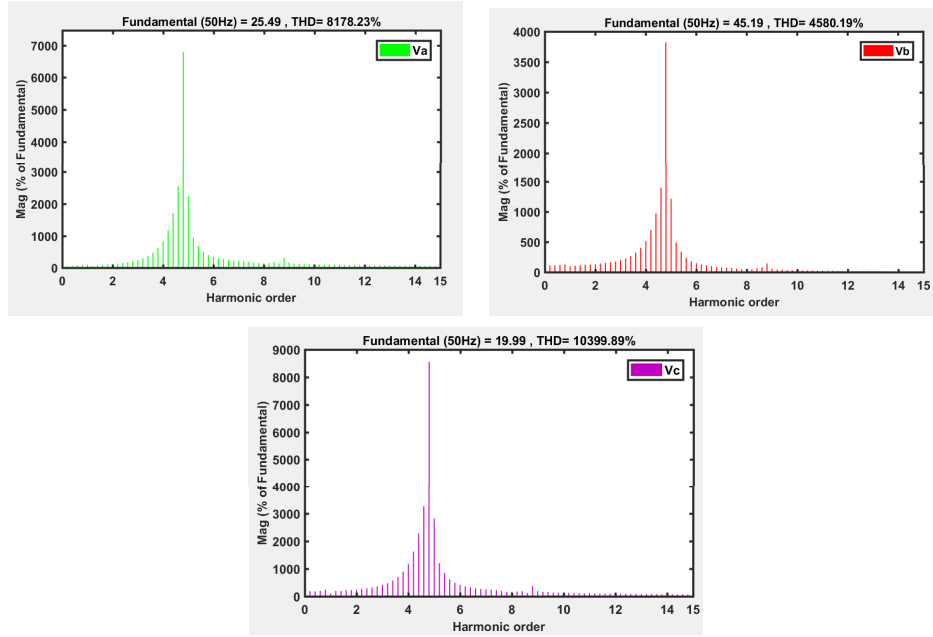 Fundamental (50Hz) = 25.49 , THD= 8178.23%
Va
7000
6000
5000
4000
3000
2000
1000
0
Mag (% of Fundamental)
0 2 4 6 8 10 12 14 15
Harmonic order
Fundamental (50Hz) = 45.19 , THD= 4580.19%
Vb
4000
3500
3000
2500
2000
1500
1000
500
0
Mag (% of Fundamental)
0 2 4 6 8 10 12 14 15
Harmonic order
Fundamental (50Hz) = 19.99 , THD= 10399.89%
Vc
9000
8000
7000
6000
5000
4000
3000
2000
1000
0
Mag (% of Fundamental)
0 2 4 6 8 10 12 14 15
Harmonic order